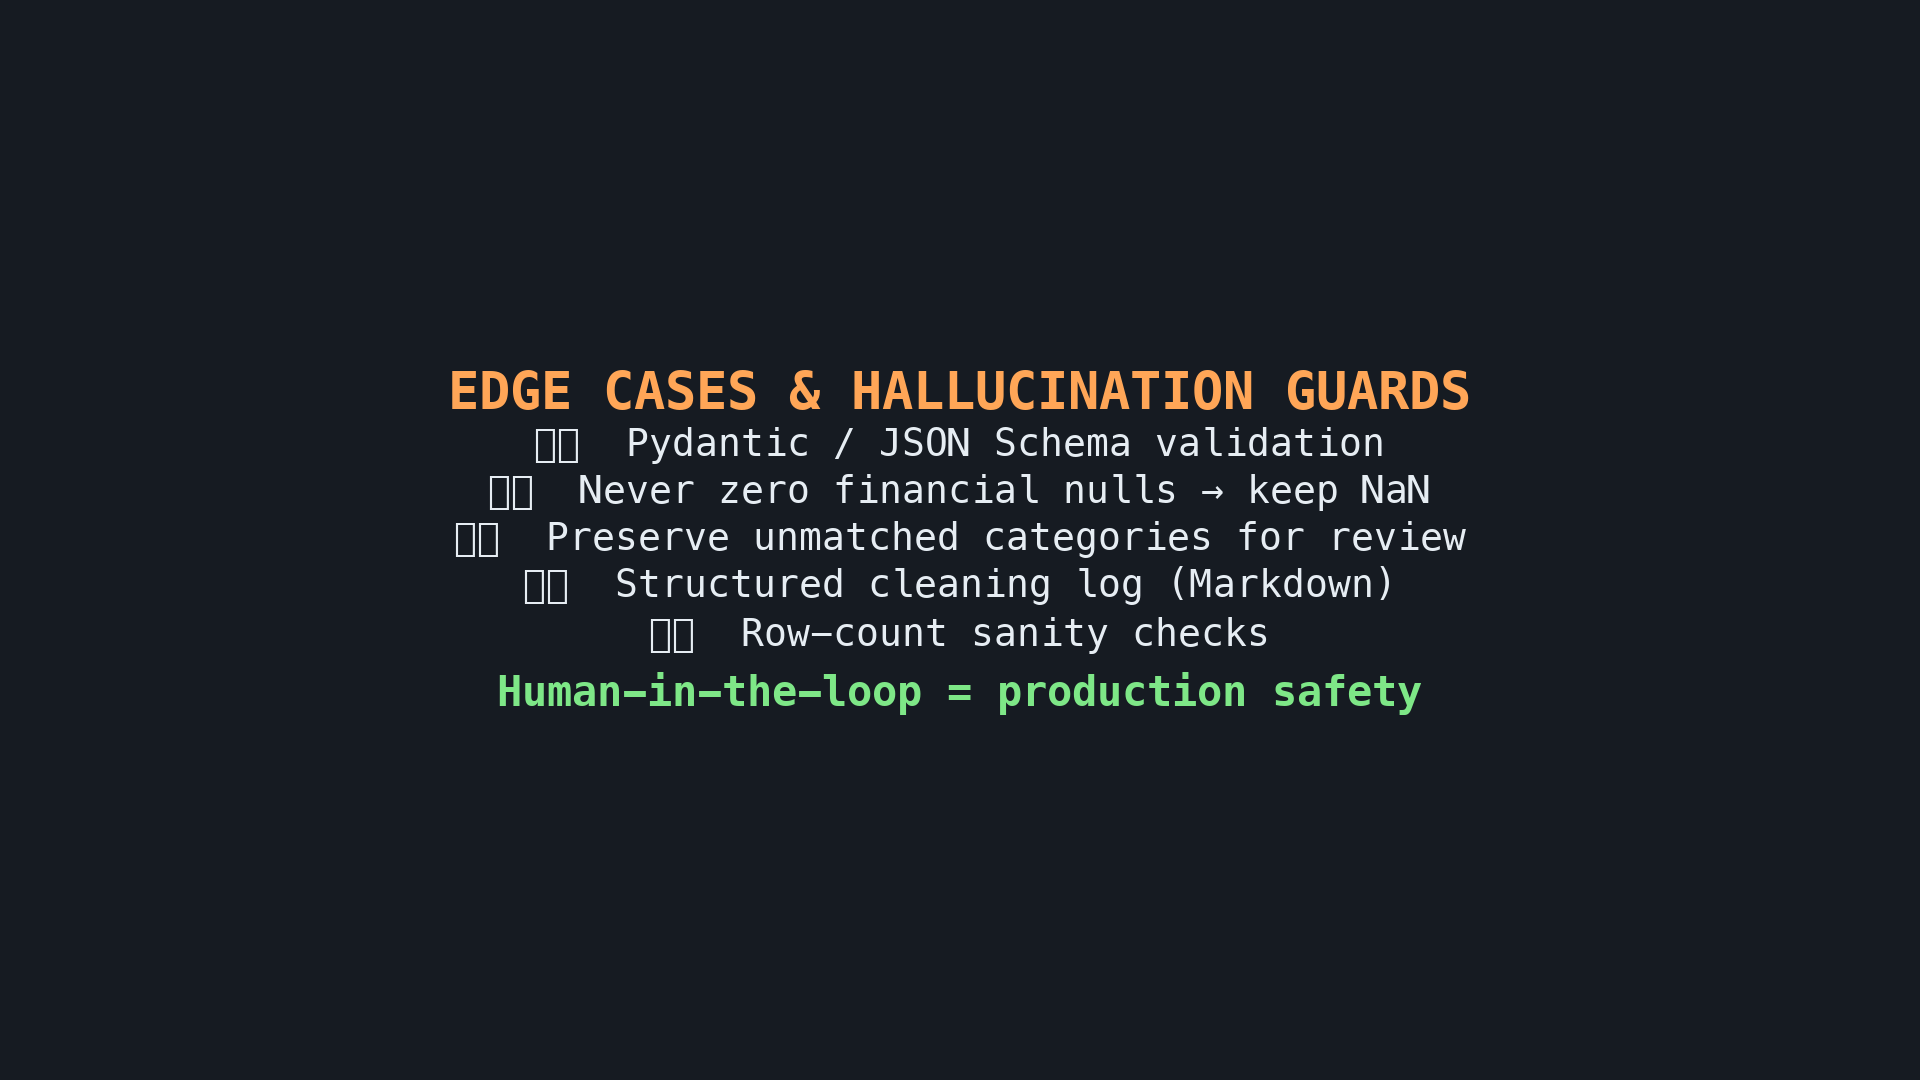 EDGE CASES & HALLUCINATION GUARDS
Pydantic / JSON Schema validation
Never zero financial nulls → keep NaN
Preserve unmatched categories for review
Structured cleaning log (Markdown)
Row−count sanity checks
Human−in−the−loop = production safety